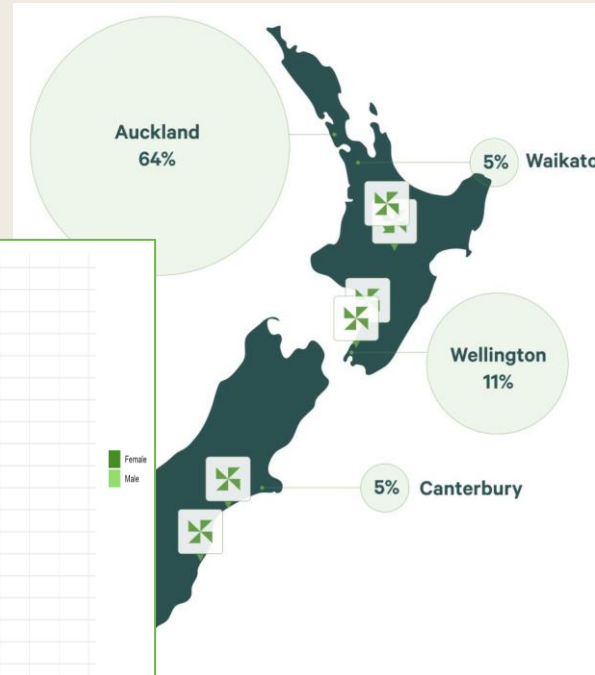 Auckland
64%
5% Waikato
Wellington
11%
Female
Male
5% Canterbury